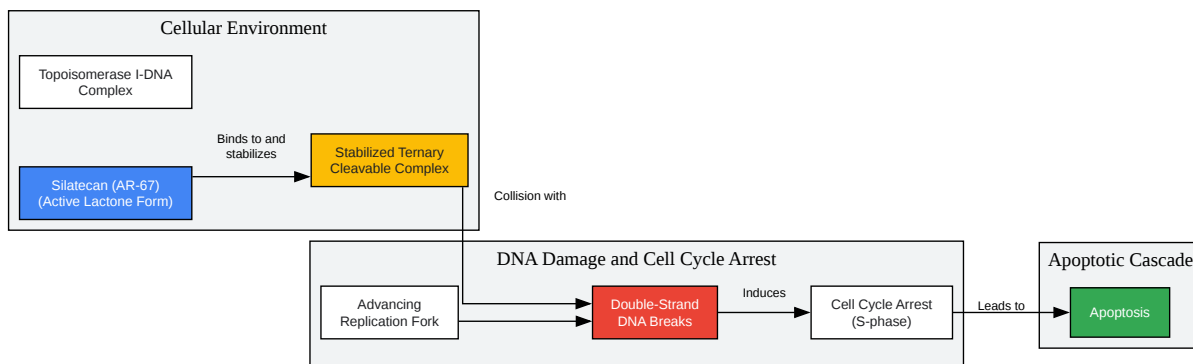 Cellular Environment
Topoisomerase I-DNA
Complex
Binds to and
stabilizes
Silatecan (AR-67)
(Active Lactone Form)
Stabilized Ternary
Cleavable Complex
Collision with
DNA Damage and Cell Cycle Arrest
Advancing
Replication Fork
Double-Strand
DNA Breaks
Induces
Cell Cycle Arrest
(S-phase)
Leads to
Apoptotic Cascade
Apoptosis